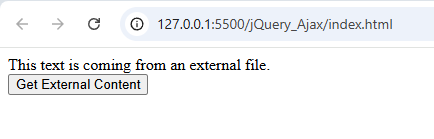 127.0.0.1:5500/jQuery_Ajax/index.html
This text is coming from an external file.
Get External Content